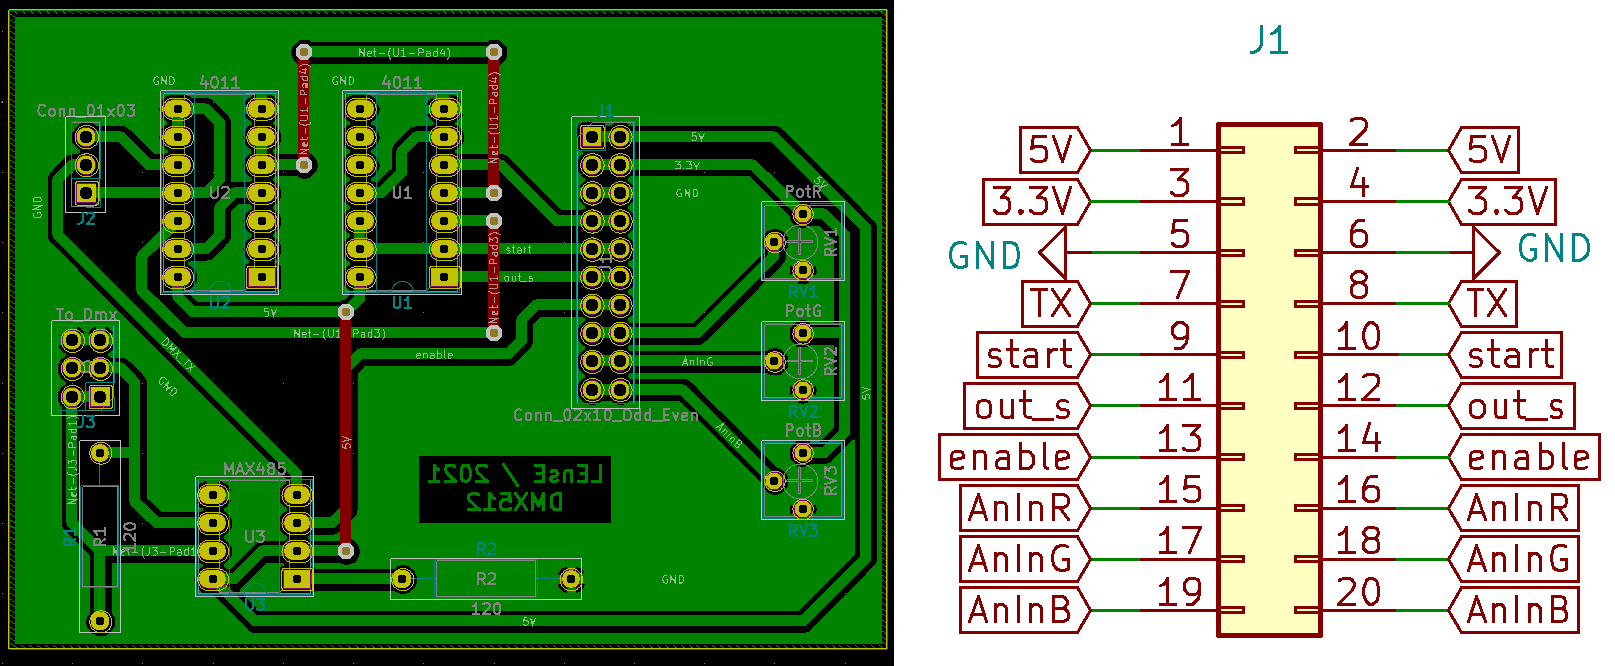 Net-(U1-Pad4)
GND
4011
GND
4011
Net-(U1-Pad4)
Net-(U1-Pad4)
Conn_01x03
J1
5V
3.3V
5V
GND
PotR
U2
U1
GND
J2
RV1
start
J1
out_s
U2
U1
RV1
5V
Net-(U1-Pad3)
Net-(U1-Pad3)
PotG
To_Dmx
DMX_TX
enable
AnInG
RV2
GND
5V
J3
Conn_02x10_Odd_Even
RV2
AnInB
PotB
Net-(J3-Pad1)
5V
MAX485
LEnsE / 2021
DMX512
RV3
R1
R1
120
U3
RV3
Net-(J3-Pad1)
R2
R2
GND
U3
120
5V
J1
5V 1 2 5V
3.3V 3 4 3.3V
GND 5 6 GND
TX 7 8 TX
start 9 10 start
out_s 11 12 out_s
enable 13 14 enable
AnInR 15 16 AnInR
AnInG 17 18 AnInG
AnInB 19 20 AnInB